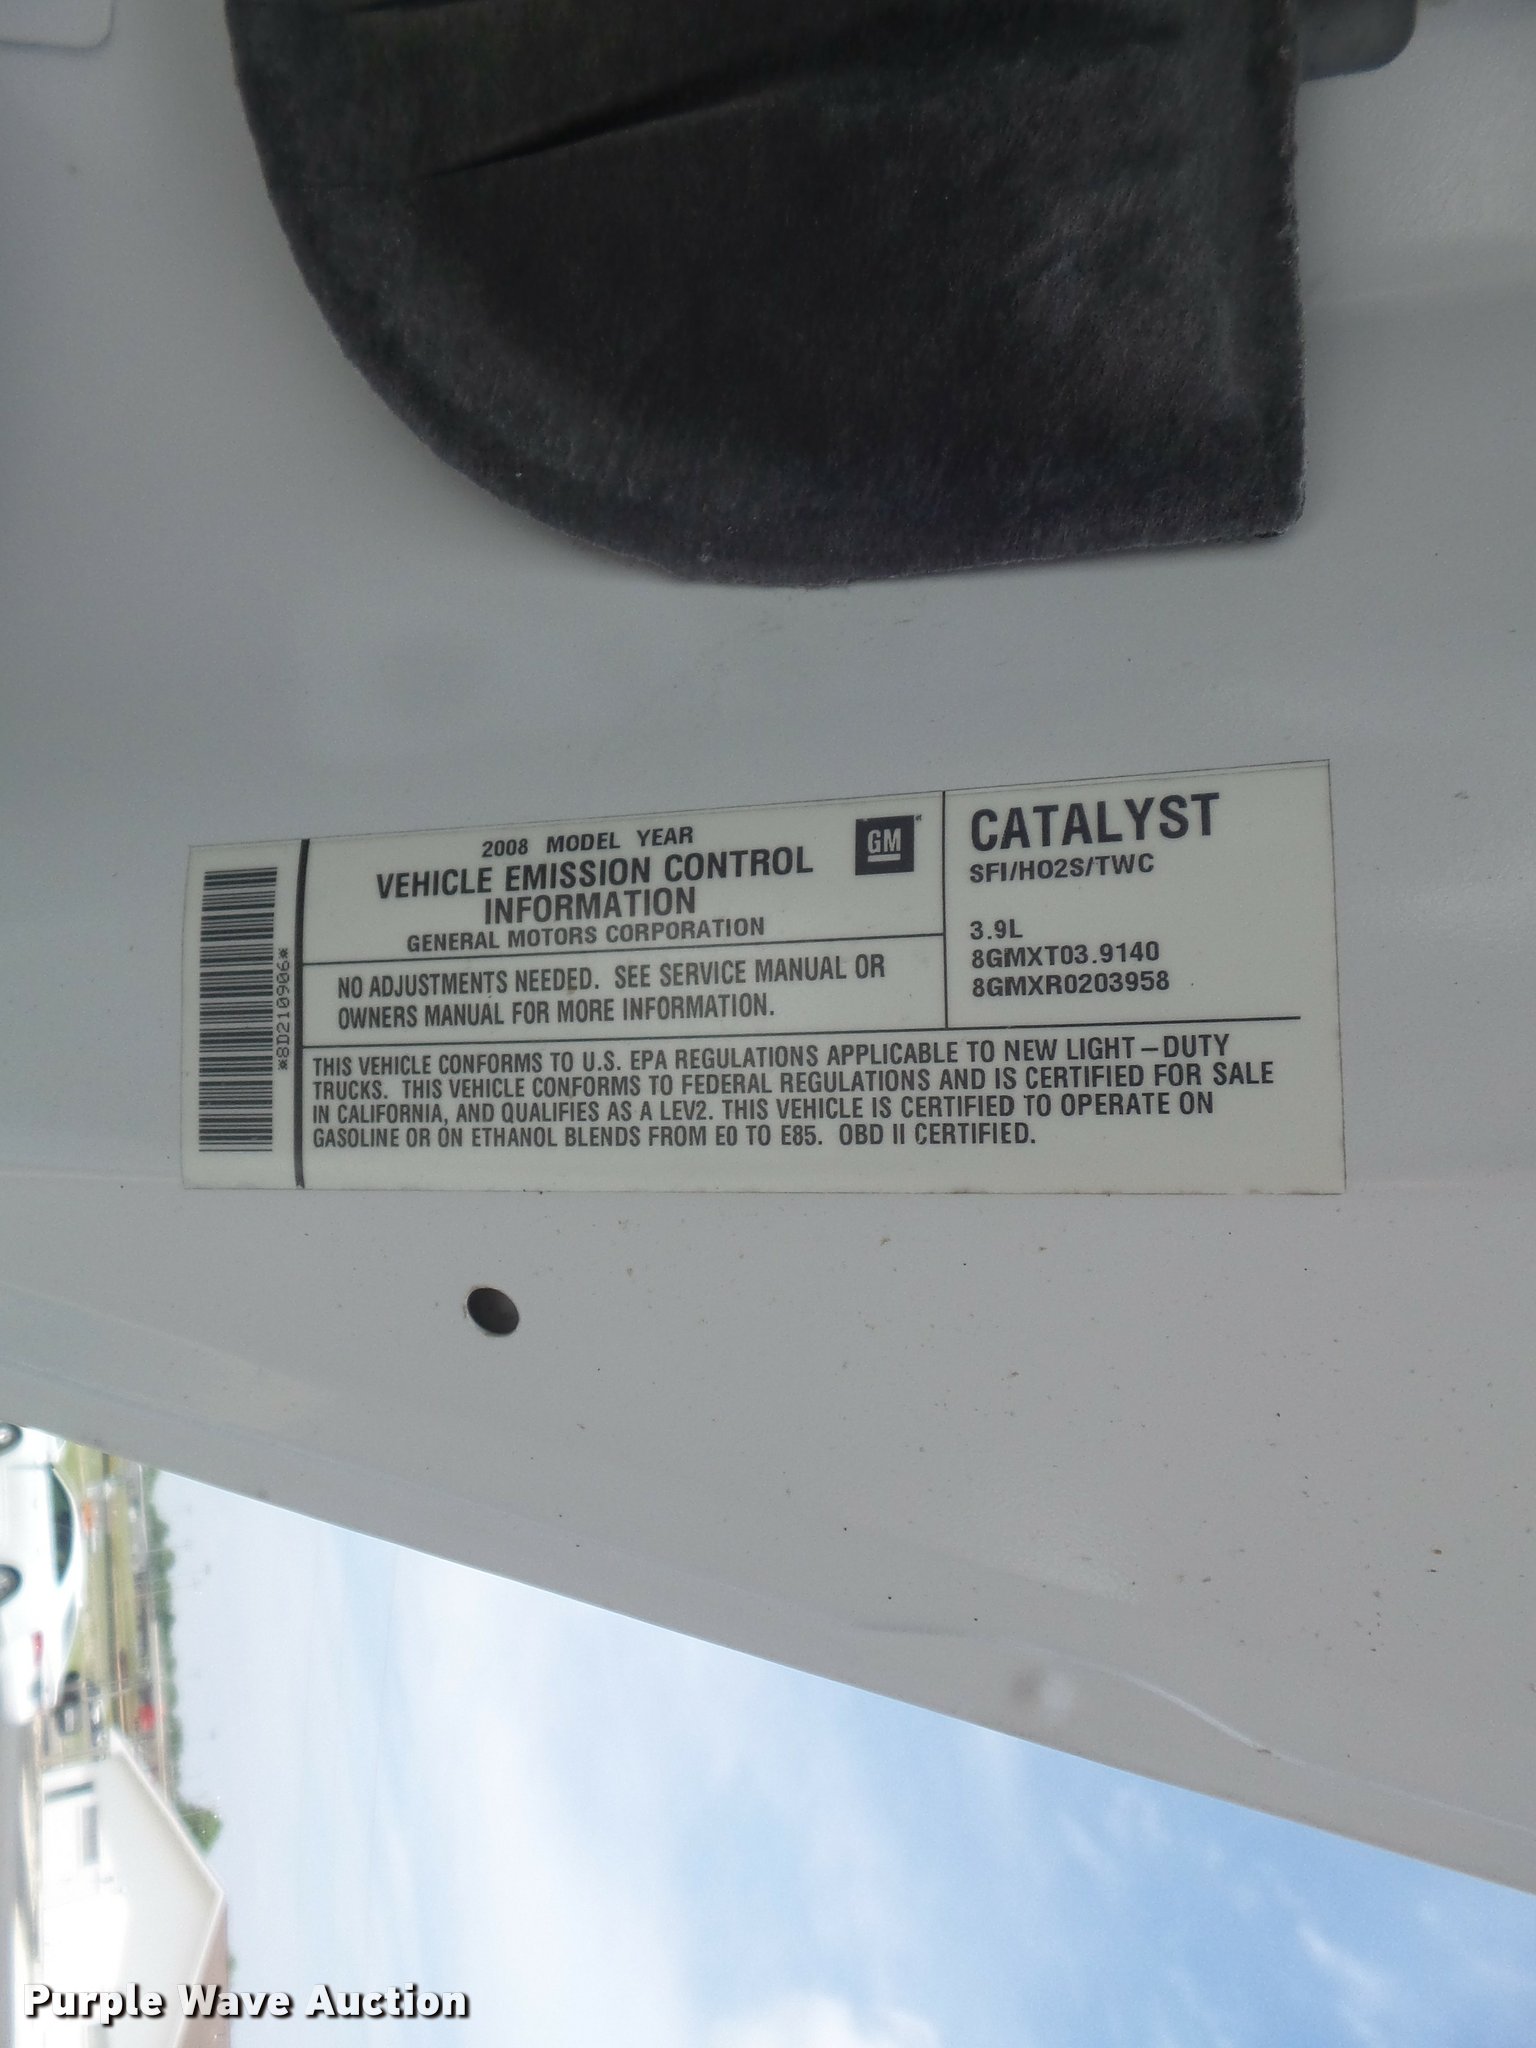 2008 MODEL YEAR
VEHICLE EMISSION CONTROL
INFORMATION
GENERAL MOTORS CORPORATION
GM
NO ADJUSTMENTS NEEDED. SEE SERVICE MANUAL OR
OWNERS MANUAL FOR MORE INFORMATION.
CATALYST
SFI/HO2S/TWC
3.9L
8GMXT03.9140
8GMXR0203958
THIS VEHICLE CONFORMS TO U.S. EPA REGULATIONS APPLICABLE TO NEW LIGHT-DUTY
TRUCKS. THIS VEHICLE CONFORMS TO FEDERAL REGULATIONS AND IS CERTIFIED FOR SALE
IN CALIFORNIA, AND QUALIFIES AS A LEV2. THIS VEHICLE IS CERTIFIED TO OPERATE ON
GASOLINE OR ON ETHANOL BLENDS FROM E0 TO E85. OBD II CERTIFIED.
*8D210906*
Purple Wave Auction